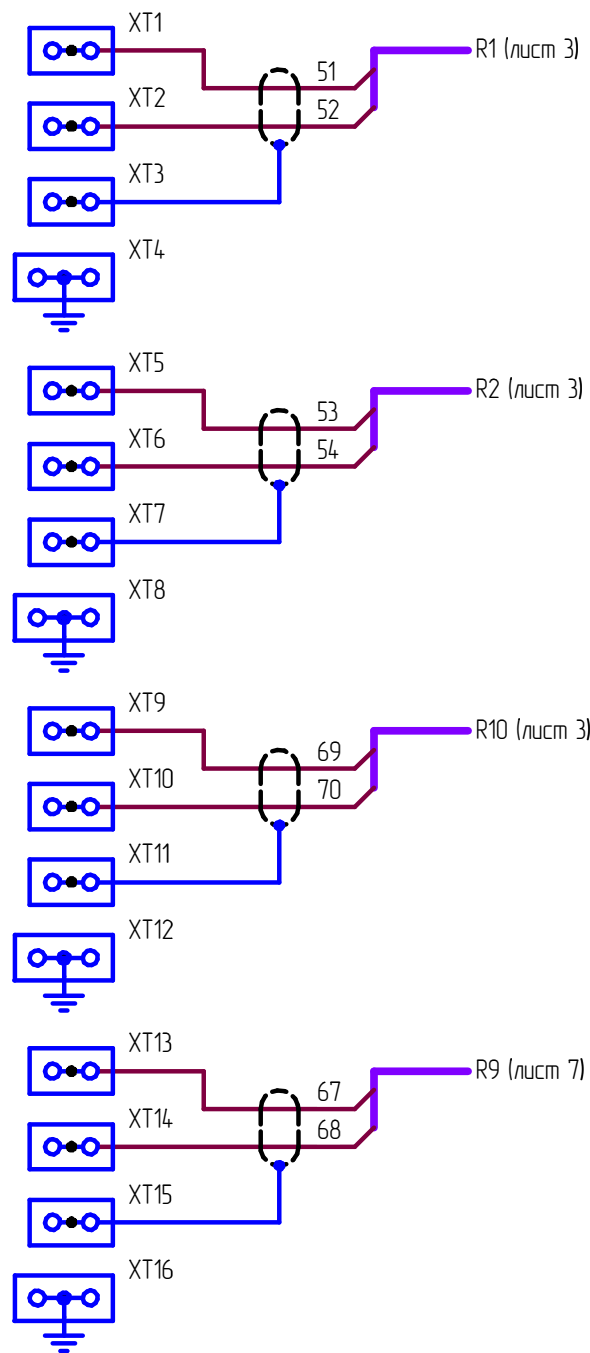 XT1
51
R1 (лист 3)
XT2
52
XT3
XT4
XT5
53
R2 (лист 3)
XT6
54
XT7
XT8
XT9
69
R10 (лист 3)
XT10
70
XT11
XT12
XT13
67
R9 (лист 7)
XT14
68
XT15
XT16